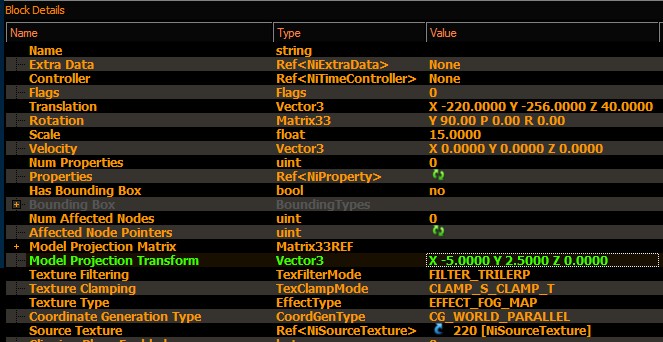 Block Details
Name Type Value
Name string
Extra Data Ref<NiExtraData> None
Controller Ref<NiTimeController> None
Flags Flags 0
Translation Vector3 X -220.0000 Y -256.0000 Z 40.0000
Rotation Matrix33 Y 90.00 P 0.00 R 0.00
Scale float 15.0000
Velocity Vector3 X 0.0000 Y 0.0000 Z 0.0000
Num Properties uint 0
Properties Ref<NiProperty>
Has Bounding Box bool no
Bounding Box BoundingTypes
Num Affected Nodes uint 0
Affected Node Pointers uint
Model Projection Matrix Matrix33REF
Model Projection Transform Vector3 X -5.0000 Y 2.5000 Z 0.0000
Texture Filtering TexFilterMode FILTER_TRILERP
Texture Clamping TexClampMode CLAMP_S_CLAMP_T
Texture Type EffectType EFFECT_FOG_MAP
Coordinate Generation Type CoordGenType CG_WORLD_PARALLEL
Source Texture Ref<NiSourceTexture> 220 [NiSourceTexture]